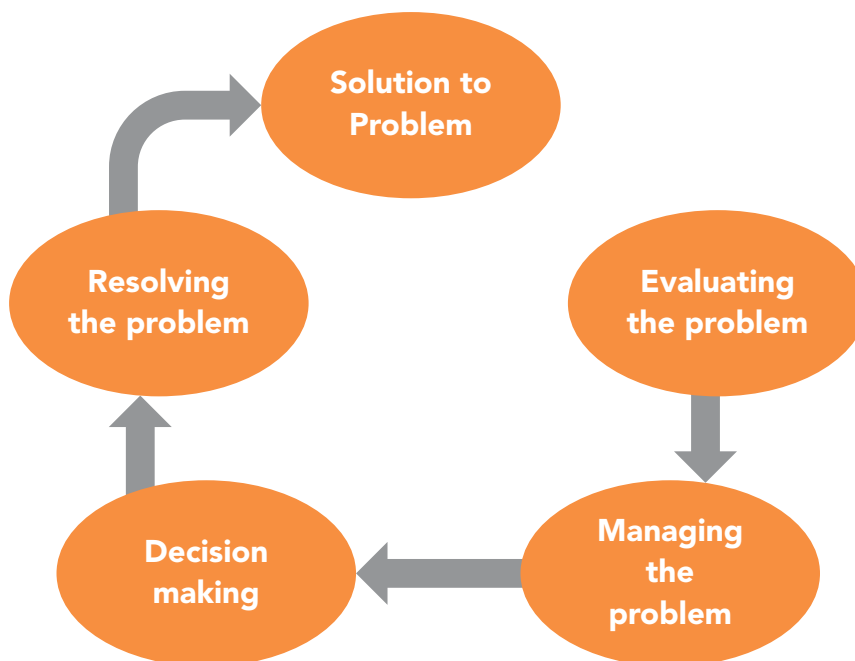 Solution to
Problem
Resolving
the problem
Evaluating
the problem
Decision
making
Managing
the
problem